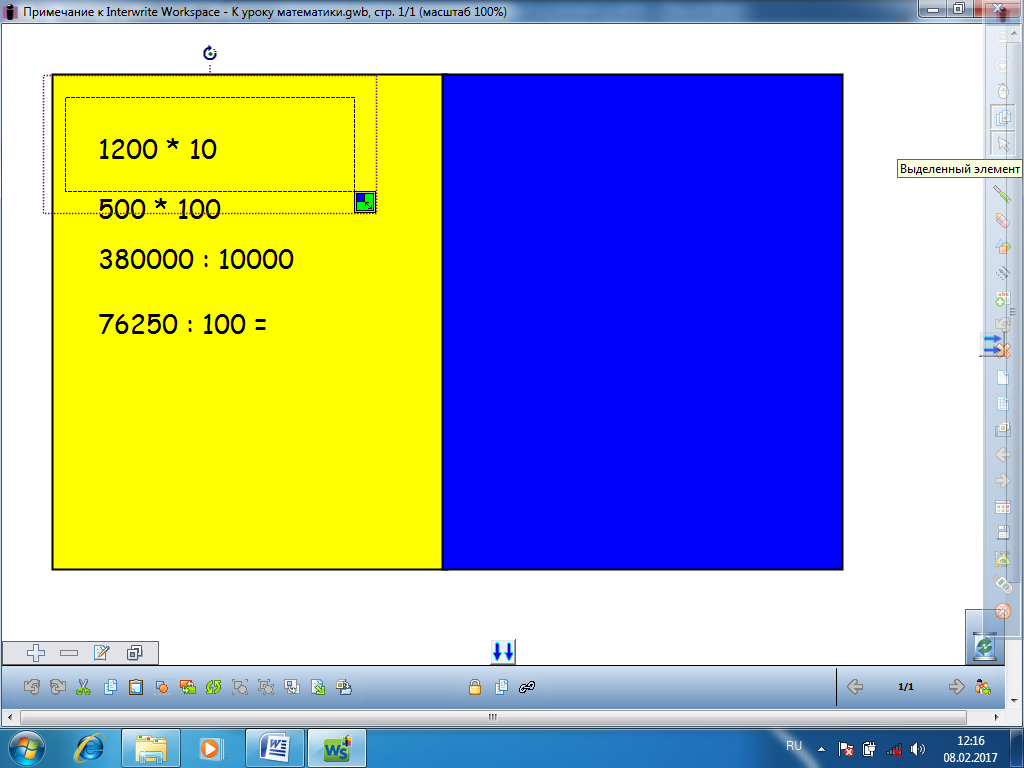 Примечание к Interwrite Workspace - К уроку математики.gwb, стр. 1/1 (масштаб 100%)
1200 * 10
Выделенный элемент
500 * 100
380000 : 10000
76250 : 100 =
1/1
RU
12:16
08.02.2017